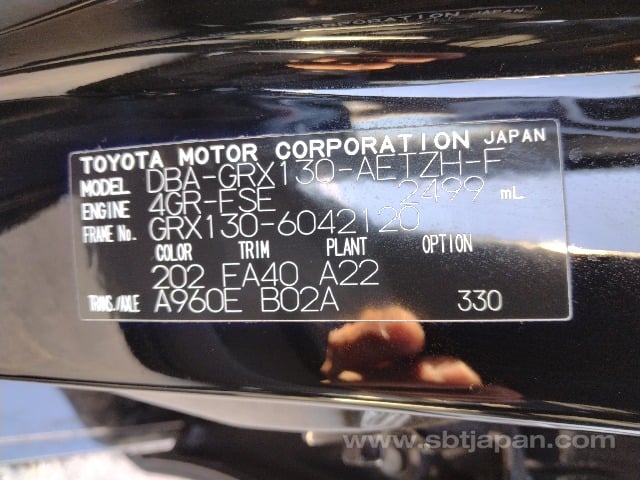 TOYOTA MOTOR CORPORATION JAPAN
MODEL DBA-GRX130-AETZH-F
ENGINE 4GR-FSE 2499 mL
FRAME No. GRX130-6042120
COLOR TRIM PLANT OPTION
202 FA40 A22
TRANS./AXLE A960E B02A 330
www.sbtjapan.com